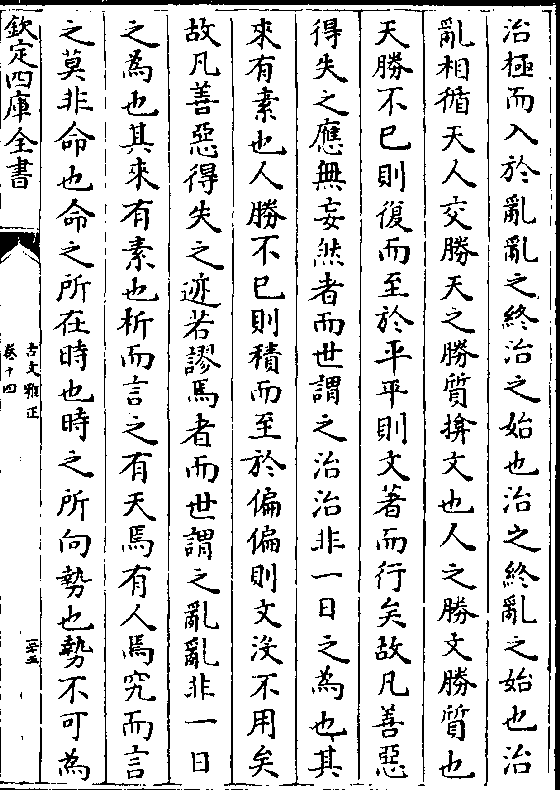 治極而入於亂亂之終治之始也治之終亂之始也治
亂相循天人交勝天之勝質揜文也人之勝文勝質也
天勝不已則復而至於平平則文著而行矣故凡善惡
得失之應無妄然者而世謂之治治非一日之為也其
來有素也人勝不已則積而至於偏偏則文沒不用矣
故凡善惡得失之迹若謬焉者而世謂之亂亂非一日
之為也其來有素也析而言之有天焉有人焉究而言
之莫非命也命之所在時也時之所向勢也勢不可為
欽定四庫全書
古文雅正
卷十四